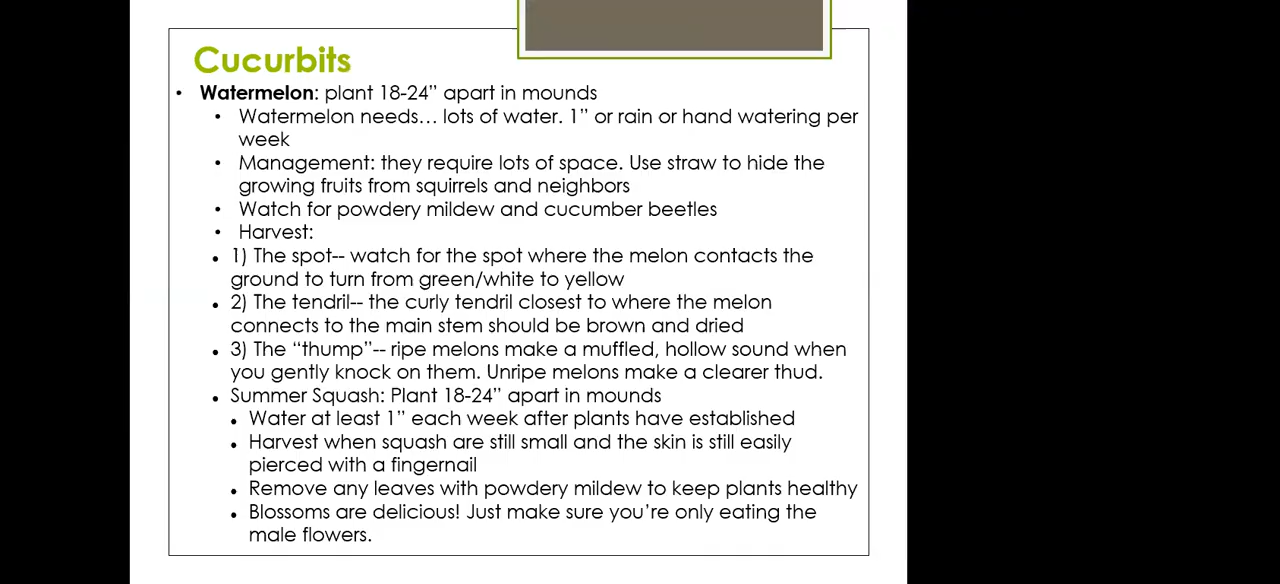 Cucurbits
• Watermelon: plant 18-24” apart in mounds
• Watermelon needs… lots of water. 1” or rain or hand watering per
week
• Management: they require lots of space. Use straw to hide the
growing fruits from squirrels and neighbors
• Watch for powdery mildew and cucumber beetles
• Harvest:
• 1) The spot-- watch for the spot where the melon contacts the
ground to turn from green/white to yellow
• 2) The tendril-- the curly tendril closest to where the melon
connects to the main stem should be brown and dried
• 3) The “thump”-- ripe melons make a muffled, hollow sound when
you gently knock on them. Unripe melons make a clearer thud.
• Summer Squash: Plant 18-24” apart in mounds
• Water at least 1” each week after plants have established
• Harvest when squash are still small and the skin is still easily
pierced with a fingernail
• Remove any leaves with powdery mildew to keep plants healthy
• Blossoms are delicious! Just make sure you’re only eating the
male flowers.